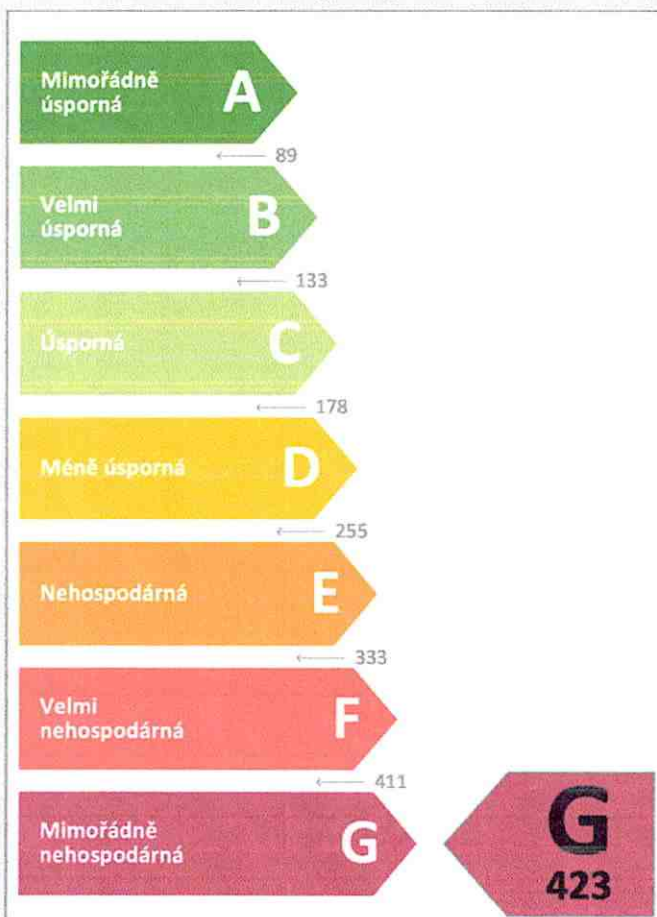 Mimořádně
úsporná
A
← 89
Velmi
úsporná
B
← 133
Úsporná
C
← 178
Méně úsporná
D
← 255
Nehospodárná
E
← 333
Velmi
nehospodárná
F
← 411
Mimořádně
nehospodárná
G
G
423